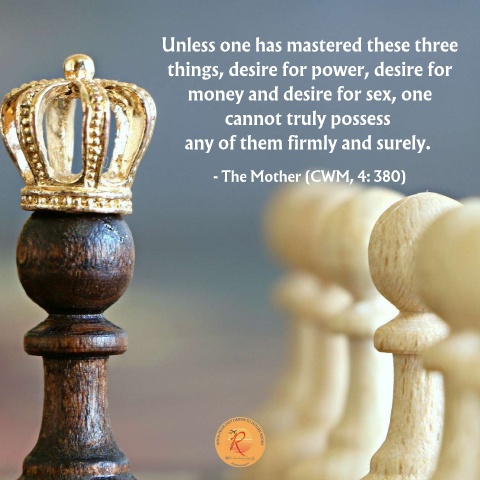 Unless one has mastered these three
things, desire for power, desire for
money and desire for sex, one
cannot truly possess
any of them firmly and surely.
- The Mother (CWM, 4: 380)
R